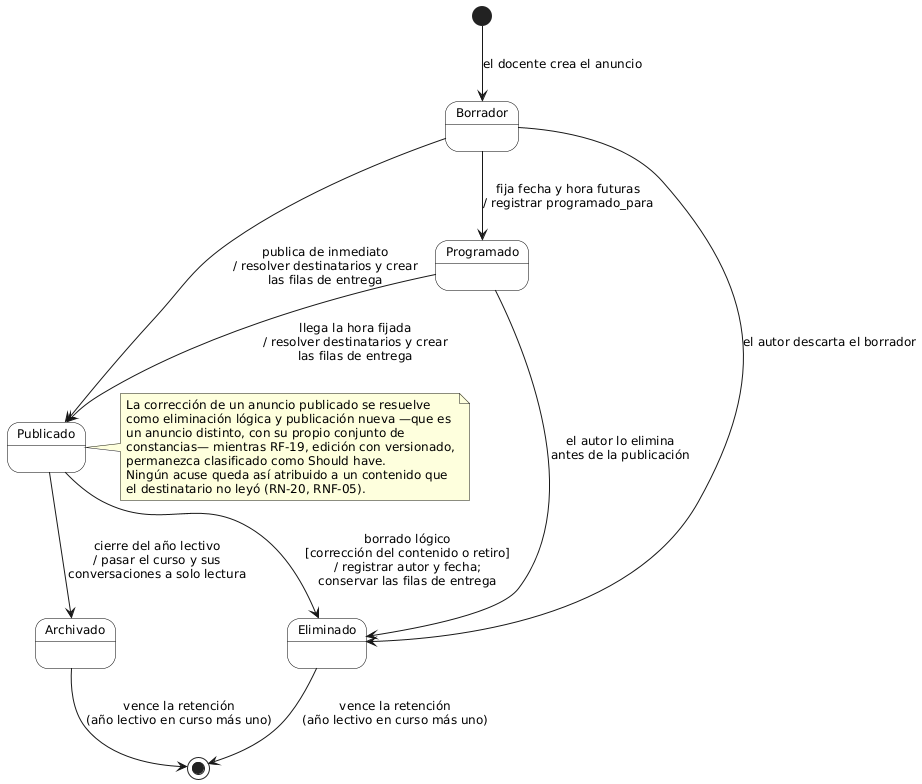 el docente crea el anuncio
Borrador
fija fecha y hora futuras
/ registrar programado_para
Programado
publica de inmediato
/ resolver destinatarios y crear
las filas de entrega
llega la hora fijada
/ resolver destinatarios y crear
las filas de entrega
el autor descarta el borrador
La corrección de un anuncio publicado se resuelve
como eliminación lógica y publicación nueva —que es
un anuncio distinto, con su propio conjunto de
constancias— mientras RF-19, edición con versionado,
permanezca clasificado como Should have.
Ningún acuse queda así atribuido a un contenido que
el destinatario no leyó (RN-20, RNF-05).
Publicado
el autor lo elimina
antes de la publicación
cierre del año lectivo
/ pasar el curso y sus
conversaciones a solo lectura
borrado lógico
[corrección del contenido o retiro]
/ registrar autor y fecha;
conservar las filas de entrega
Archivado
Eliminado
vence la retención
(año lectivo en curso más uno)
vence la retención
(año lectivo en curso más uno)